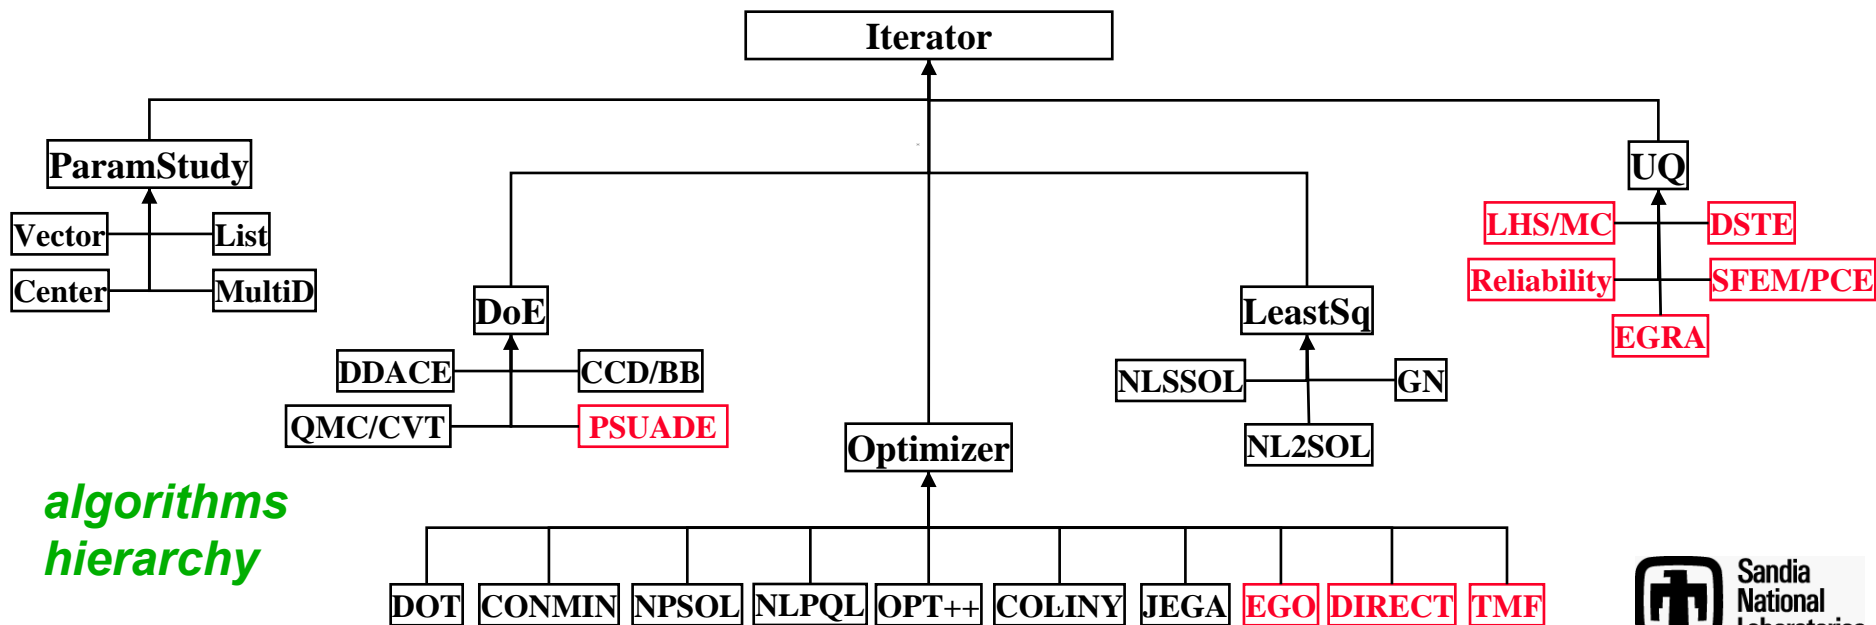 Iterator
ParamStudy
UQ
Vector
List
LHS/MC
DSTE
Center
MultiD
Reliability
SFEM/PCE
DoE
LeastSq
EGRA
DDACE
CCD/BB
NLSSOL
GN
QMC/CVT
PSUADE
NL2SOL
Optimizer
algorithms
hierarchy
DOT
CONMIN
NPSOL
NLPQL
OPT++
COLINY
JEGA
EGO
DIRECT
TMF
Sandia
National
Laboratories